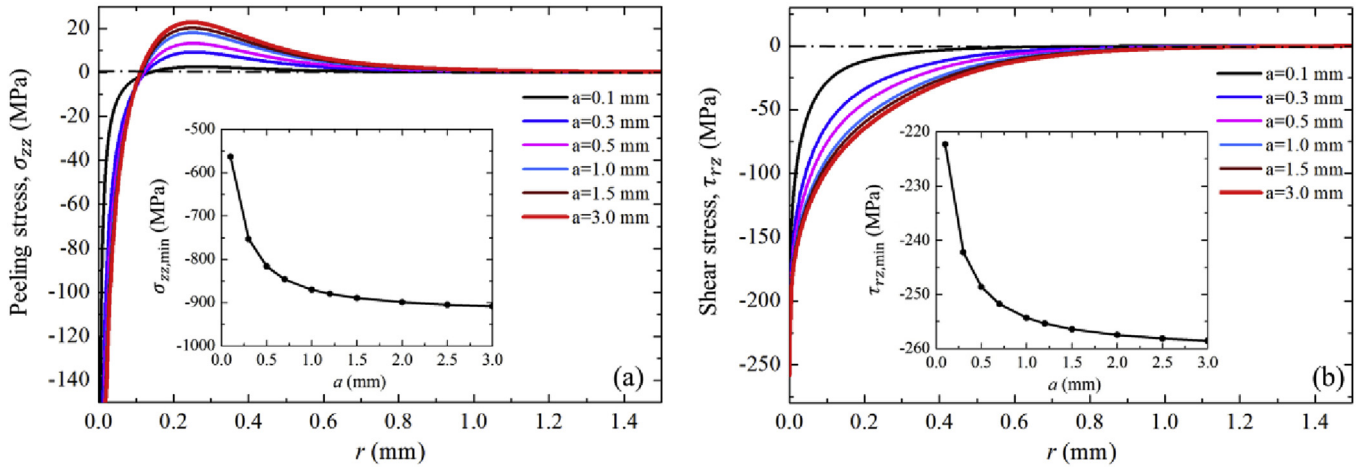 20
0
-20
-40
-60
-80
-100
-120
-140
Peeling stress, σzz (MPa)
0.0 0.2 0.4 0.6 0.8 1.0 1.2 1.4
r (mm)
a=0.1 mm
a=0.3 mm
a=0.5 mm
a=1.0 mm
a=1.5 mm
a=3.0 mm
-500
-600
-700
-800
-900
-1000
σzz,min (MPa)
0.0 0.5 1.0 1.5 2.0 2.5 3.0
a (mm)
(a)
0
-50
-100
-150
-200
-250
Shear stress, τrz (MPa)
0.0 0.2 0.4 0.6 0.8 1.0 1.2 1.4
r (mm)
a=0.1 mm
a=0.3 mm
a=0.5 mm
a=1.0 mm
a=1.5 mm
a=3.0 mm
-220
-230
-240
-250
-260
τrz,min (MPa)
0.0 0.5 1.0 1.5 2.0 2.5 3.0
a (mm)
(b)